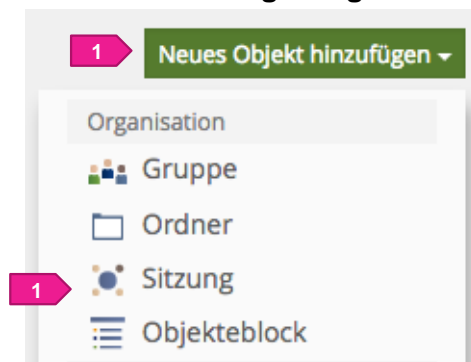 1 Neues Objekt hinzufügen
Organisation
Gruppe
Ordner
1 Sitzung
Objekteblock